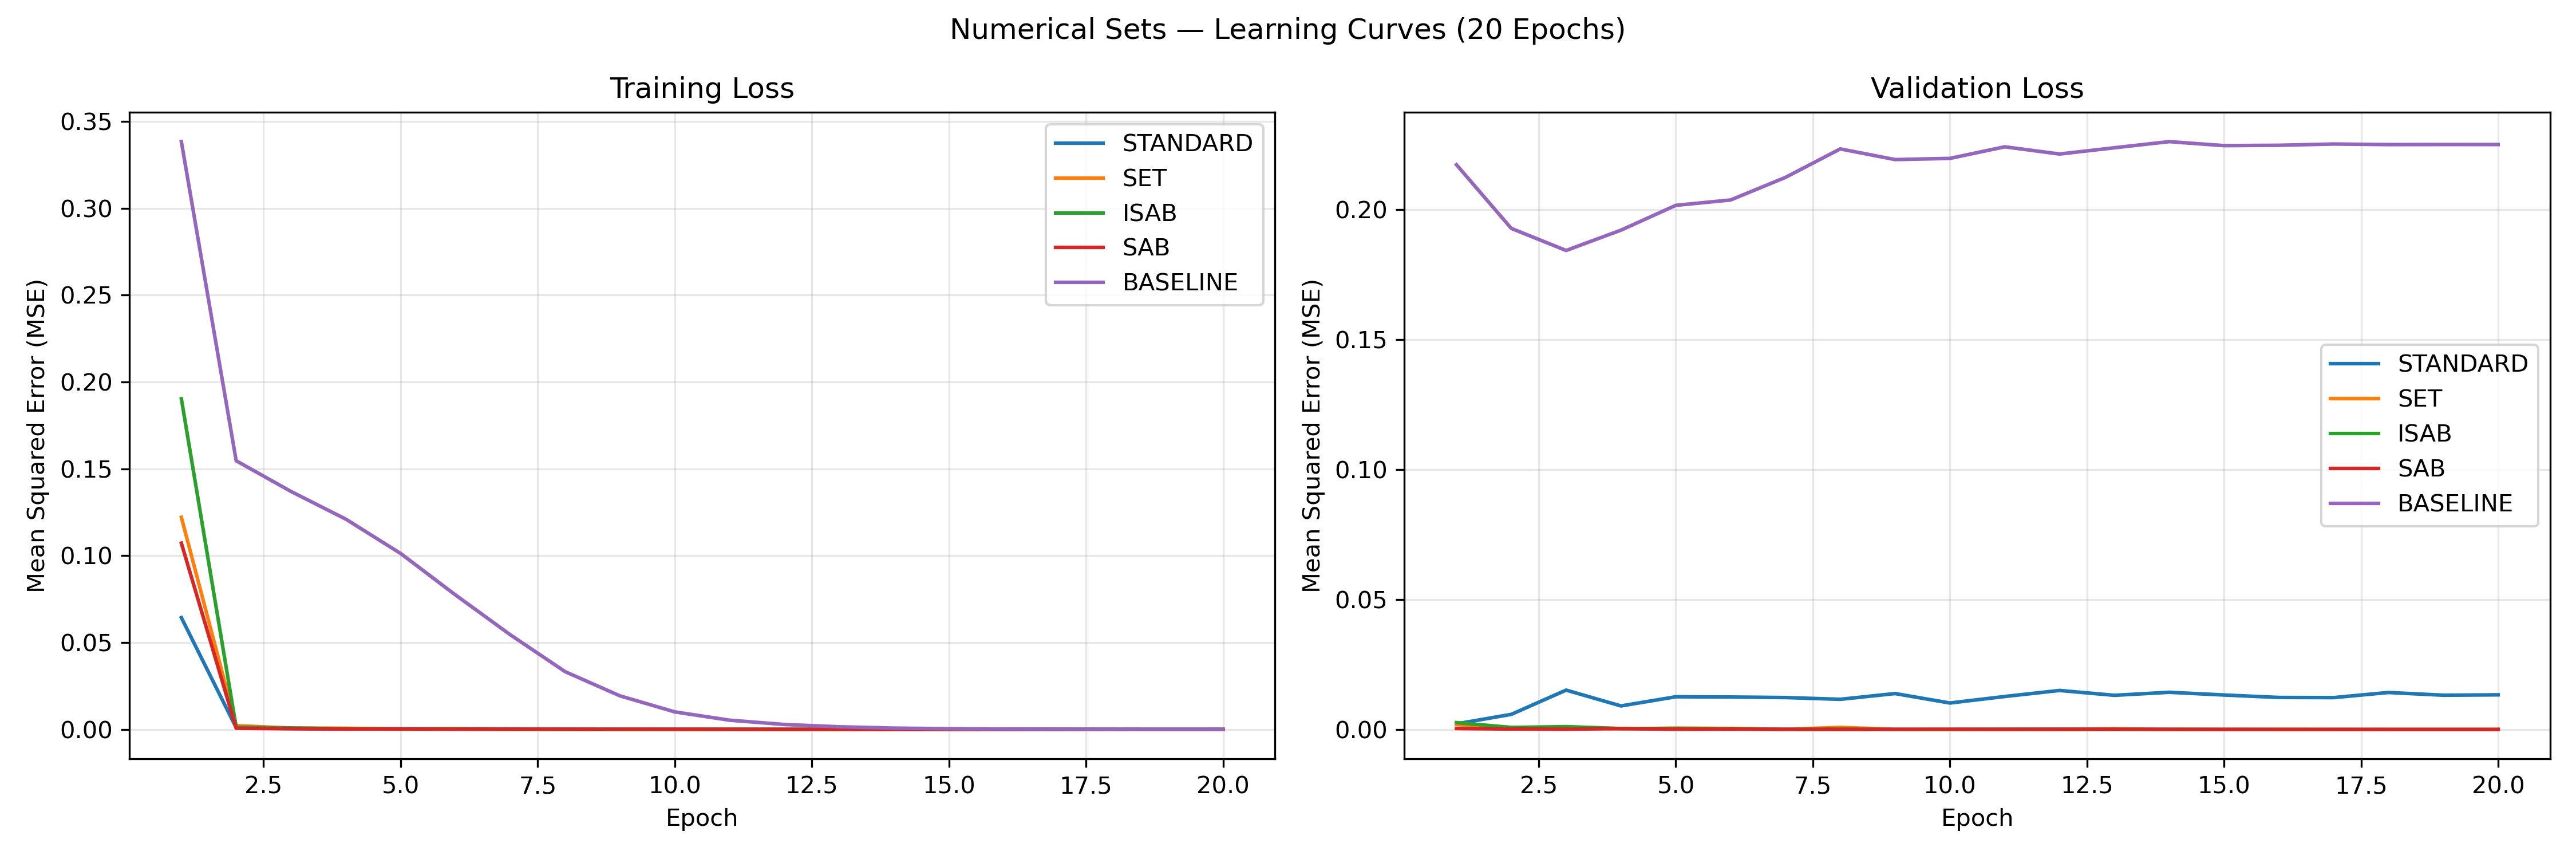 Numerical Sets — Learning Curves (20 Epochs)
Training Loss
Mean Squared Error (MSE)
0.35
0.30
0.25
0.20
0.15
0.10
0.05
0.00
2.5 5.0 7.5 10.0 12.5 15.0 17.5 20.0
Epoch
STANDARD
SET
ISAB
SAB
BASELINE
Validation Loss
Mean Squared Error (MSE)
0.20
0.15
0.10
0.05
0.00
2.5 5.0 7.5 10.0 12.5 15.0 17.5 20.0
Epoch
STANDARD
SET
ISAB
SAB
BASELINE